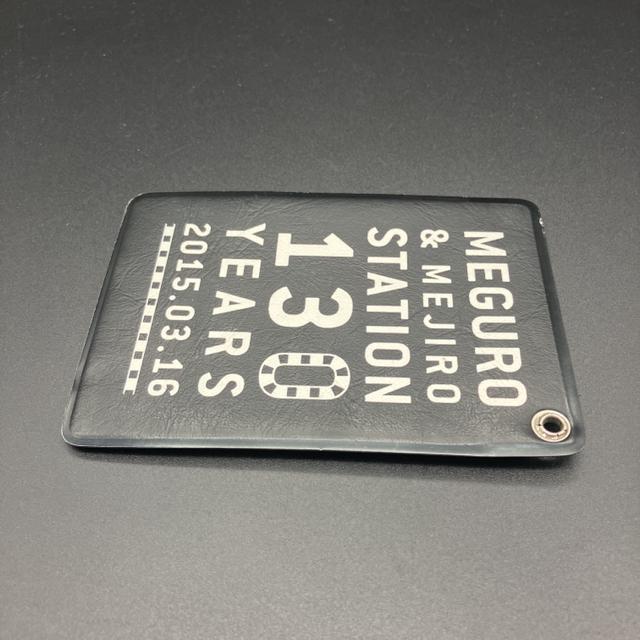 MEGURO
& MEJIRO
STATION
130
YEARS
2015.03.16